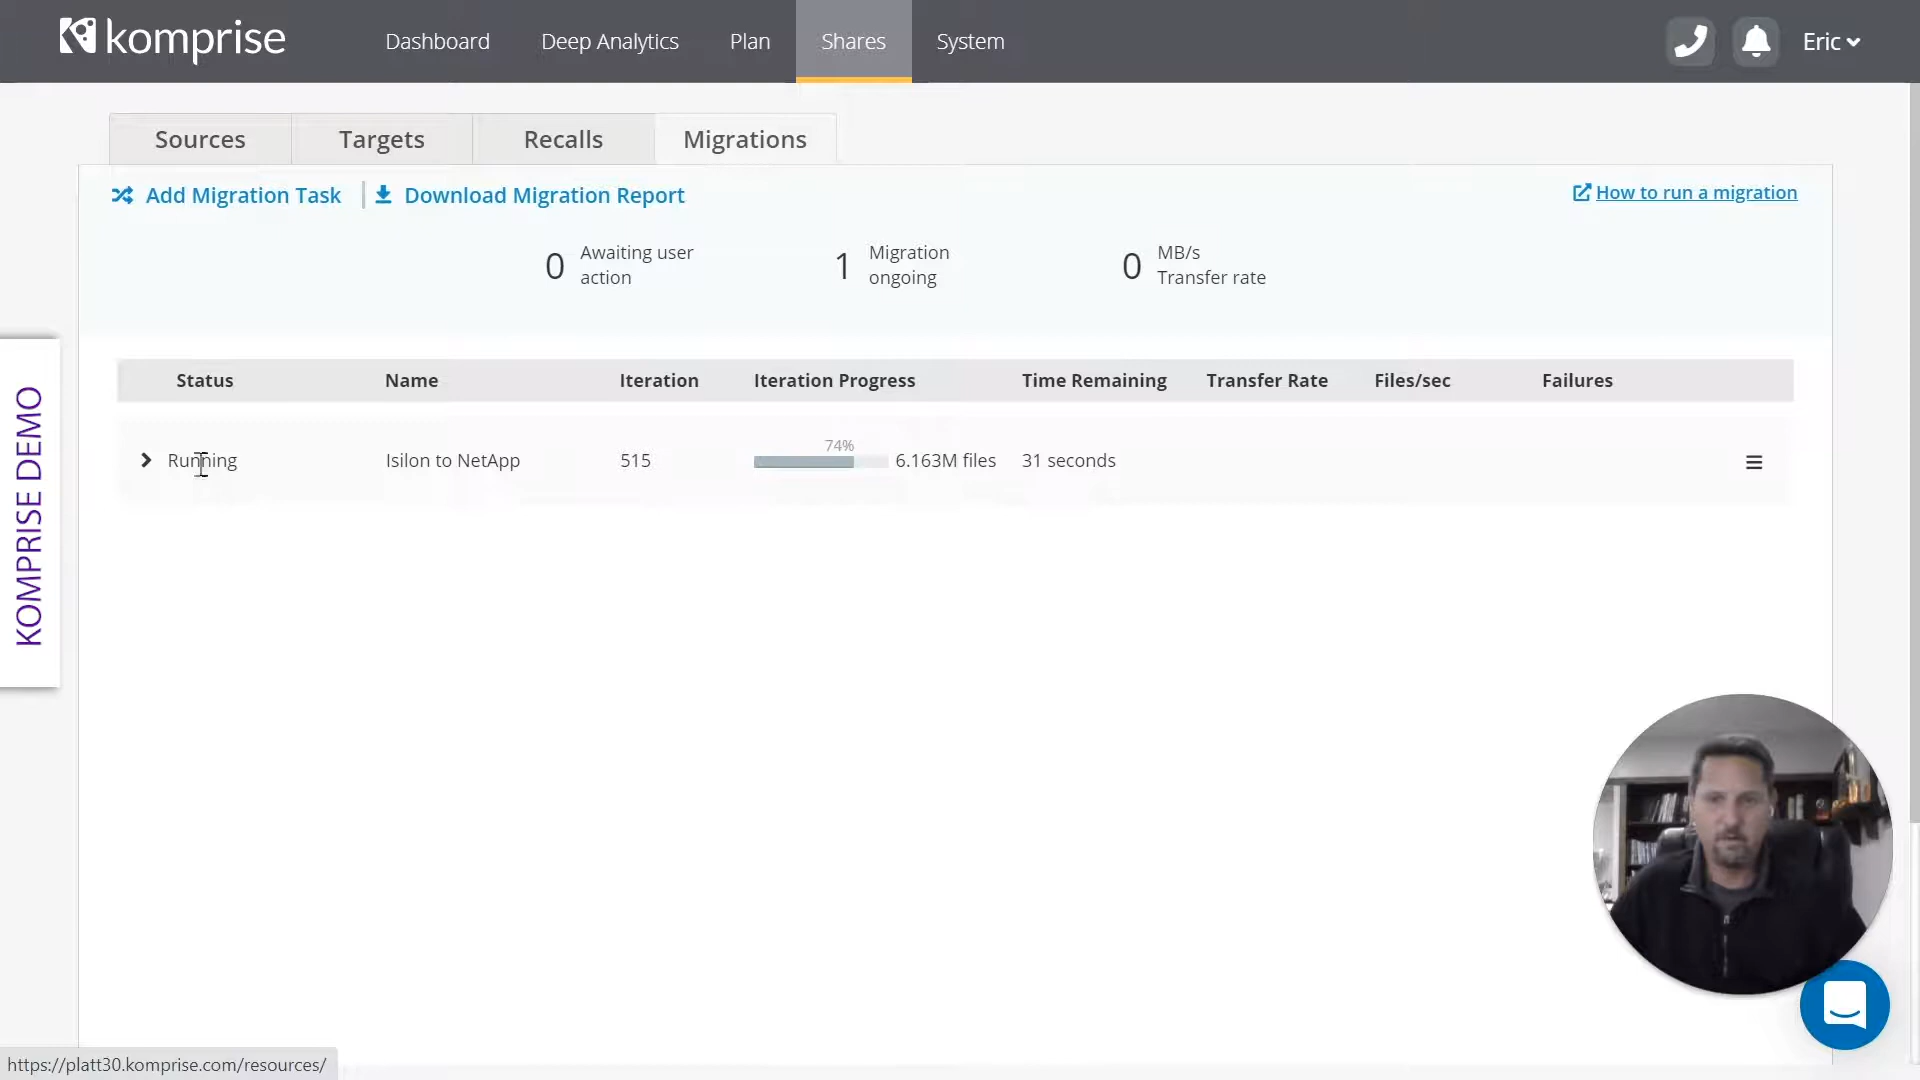 komprise
Dashboard
Deep Analytics
Plan
Shares
System
Eric
Sources
Targets
Recalls
Migrations
Add Migration Task
Download Migration Report
How to run a migration
0 Awaiting user
action
1 Migration
ongoing
0 MB/s
Transfer rate
Status Name Iteration Iteration Progress Time Remaining Transfer Rate Files/sec Failures
74%
Running Isilon to NetApp 515 6.163M files 31 seconds
KOMPRISE DEMO
https://platt30.komprise.com/resources/